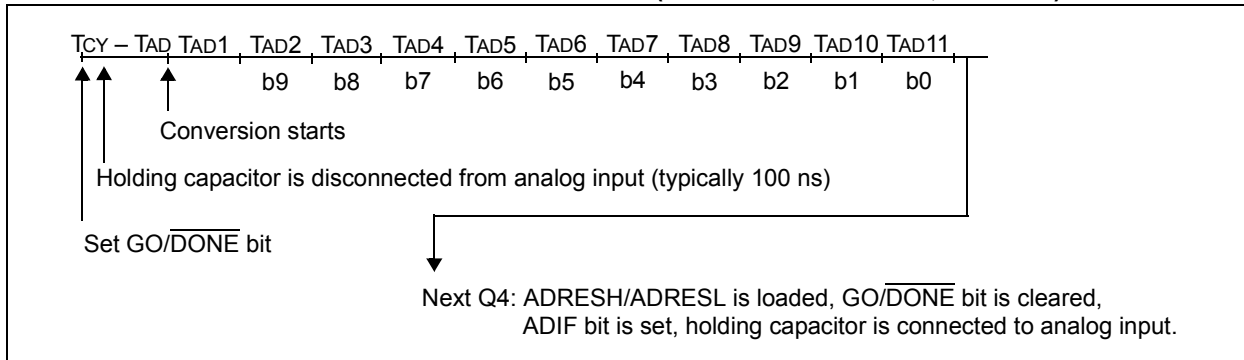 TCY – TAD TAD1 TAD2 TAD3 TAD4 TAD5 TAD6 TAD7 TAD8 TAD9 TAD10 TAD11
b9 b8 b7 b6 b5 b4 b3 b2 b1 b0
Conversion starts
Holding capacitor is disconnected from analog input (typically 100 ns)
Set GO/DONE bit
Next Q4: ADRESH/ADRESL is loaded, GO/DONE bit is cleared,
ADIF bit is set, holding capacitor is connected to analog input.